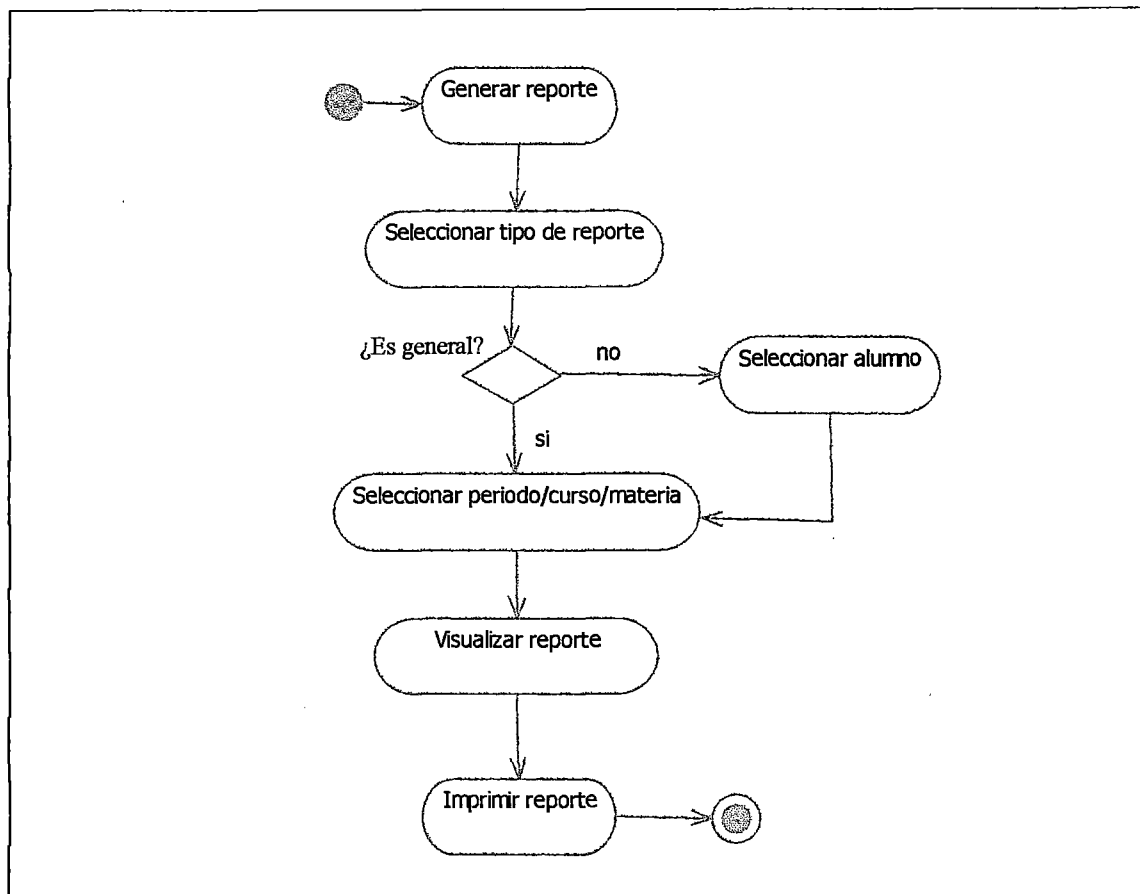 Generar reporte
Seleccionar tipo de reporte
¿Es general?
no
Seleccionar alumno
si
Seleccionar periodo/curso/materia
Visualizar reporte
Imprimir reporte